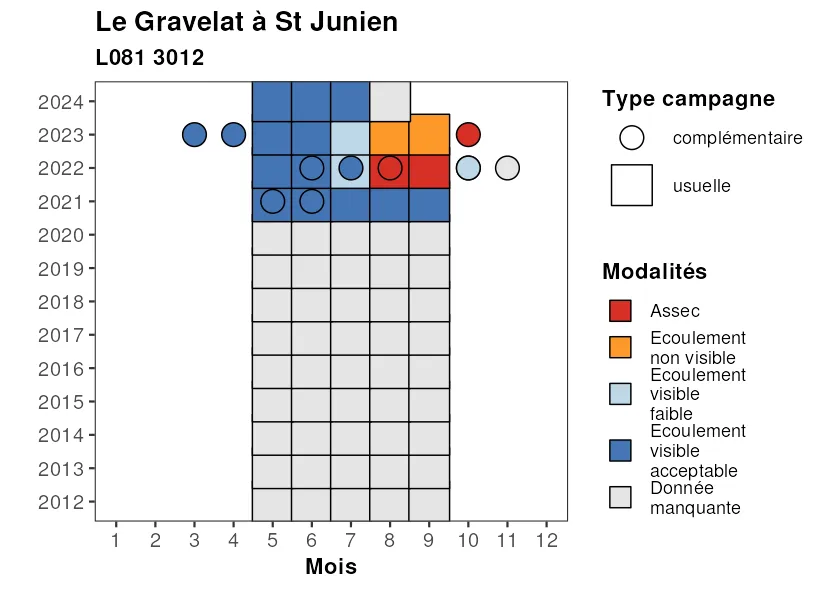 Le Gravelat à St Junien
L081 3012
2024
2023
2022
2021
2020
2019
2018
2017
2016
2015
2014
2013
2012
1 2 3 4 5 6 7 8 9 10 11 12
Mois
Type campagne
complémentaire
usuelle
Modalités
Assec
Ecoulement
non visible
Ecoulement
visible
faible
Ecoulement
visible
acceptable
Donnée
manquante